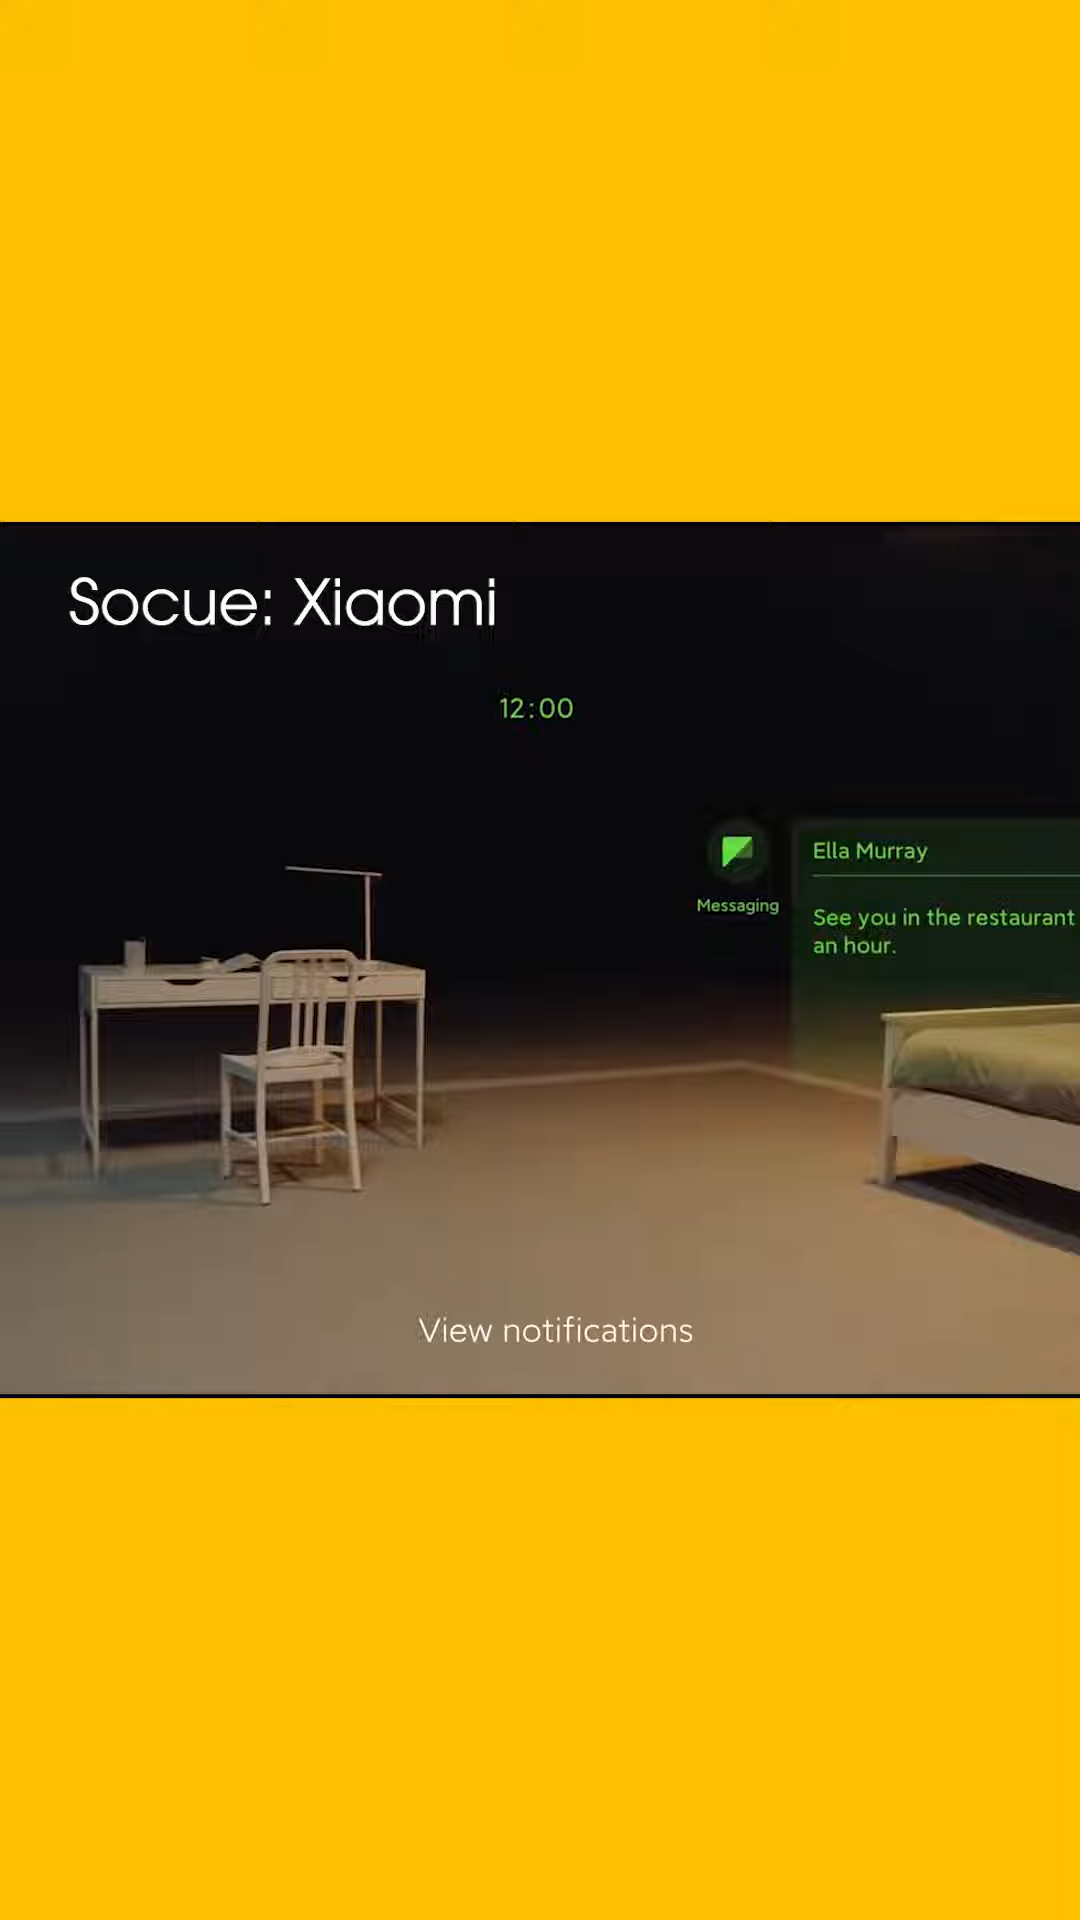 Socue: Xiaomi
12:00
Ella Murray
Messaging
See you in the restaurant
an hour.
View notifications